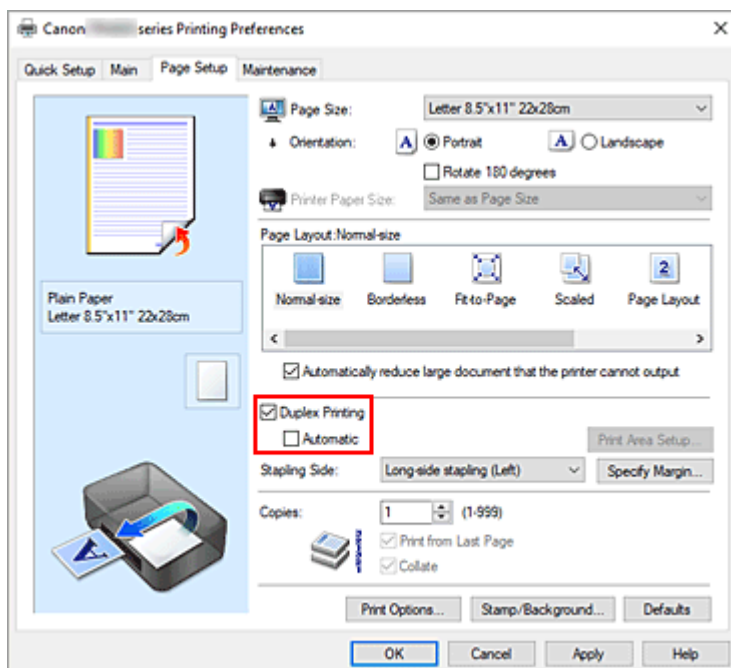 Canon series Printing Preferences
Quick Setup Main Page Setup Maintenance
Page Size: Letter 8.5"x11" 22x28cm
Orientation: A Portrait A Landscape
Rotate 180 degrees
Printer Paper Size: Same as Page Size
Page Layout:Normal-size
2
Normal-size Borderless Fit-to-Page Scaled Page Layout
Plain Paper
Letter 8.5"x11" 22x28cm
Automatically reduce large document that the printer cannot output
Duplex Printing
Automatic
Print Area Setup...
Stapling Side: Long-side stapling (Left) Specify Margin...
Copies: 1 (1-999)
Print from Last Page
Collate
A
Print Options... Stamp/Background... Defaults
OK Cancel Apply Help